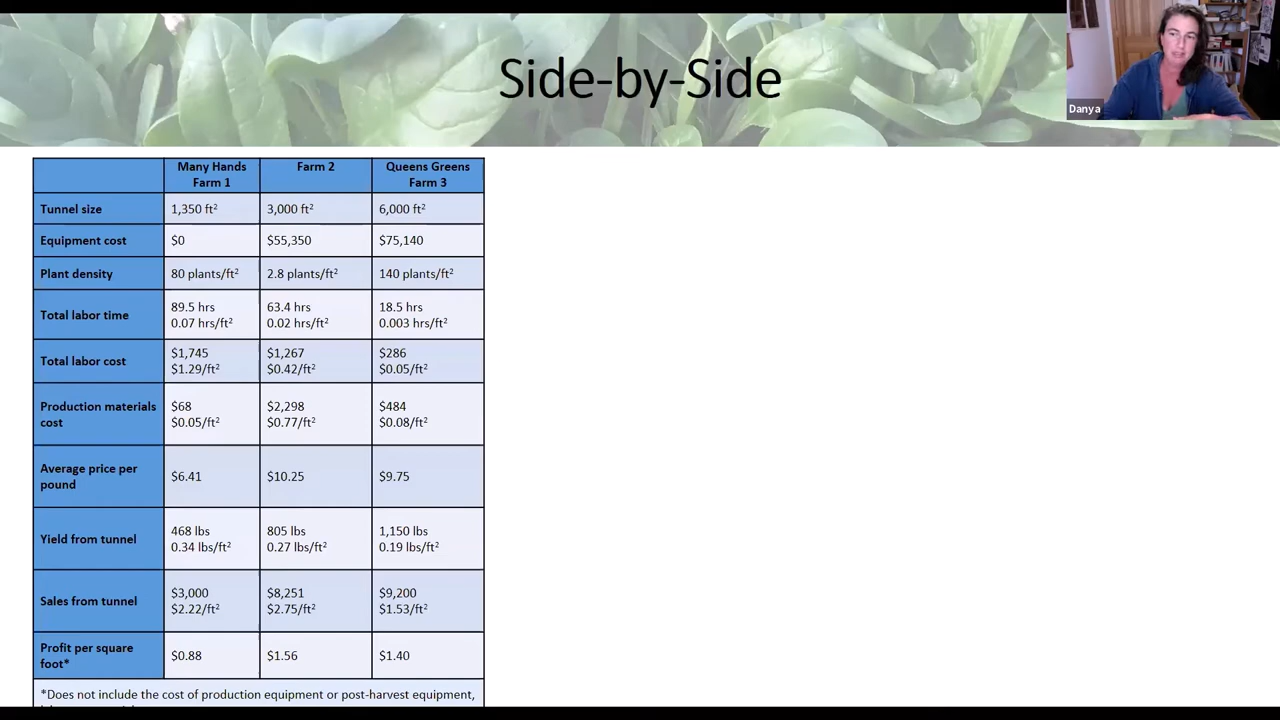 Side-by-Side
Danya
Many Hands Farm 1 | Farm 2 | Queens Greens Farm 3
Tunnel size | 1,350 ft² | 3,000 ft² | 6,000 ft²
Equipment cost | $0 | $55,350 | $75,140
Plant density | 80 plants/ft² | 2.8 plants/ft² | 140 plants/ft²
Total labor time | 89.5 hrs 0.07 hrs/ft² | 63.4 hrs 0.02 hrs/ft² | 18.5 hrs 0.003 hrs/ft²
Total labor cost | $1,745 $1.29/ft² | $1,267 $0.42/ft² | $286 $0.05/ft²
Production materials cost | $68 $0.05/ft² | $2,298 $0.77/ft² | $484 $0.08/ft²
Average price per pound | $6.41 | $10.25 | $9.75
Yield from tunnel | 468 lbs 0.34 lbs/ft² | 805 lbs 0.27 lbs/ft² | 1,150 lbs 0.19 lbs/ft²
Sales from tunnel | $3,000 $2.22/ft² | $8,251 $2.75/ft² | $9,200 $1.53/ft²
Profit per square foot* | $0.88 | $1.56 | $1.40
*Does not include the cost of production equipment or post-harvest equipment,